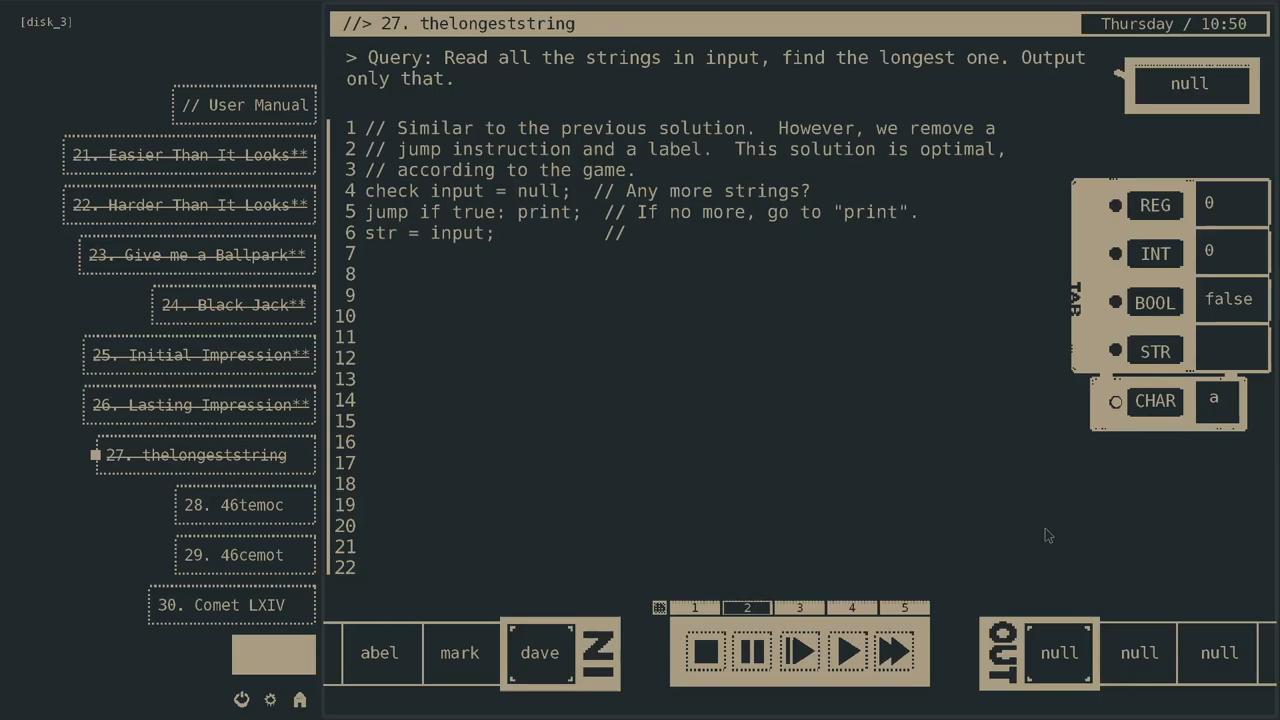 [disk_3]
//> 27. thelongeststring
Thursday / 10:50
> Query: Read all the strings in input, find the longest one. Output
only that.
null
// User Manual
21. Easier Than It Looks**
22. Harder Than It Looks**
23. Give me a Ballpark**
24. Black Jack**
25. Initial Impression**
26. Lasting Impression**
27. thelongeststring
28. 46temoc
29. 46cemot
30. Comet LXIV
1 // Similar to the previous solution.  However, we remove a
2 // jump instruction and a label.  This solution is optimal,
3 // according to the game.
4 check input = null;  // Any more strings?
5 jump if true: print;  // If no more, go to "print".
6 str = input;          //
7
8
9
10
11
12
13
14
15
16
17
18
19
20
21
22
REG 0
INT 0
BOOL false
STR
CHAR a
TAB
1 2 3 4 5
abel mark dave IN
OUT null null null